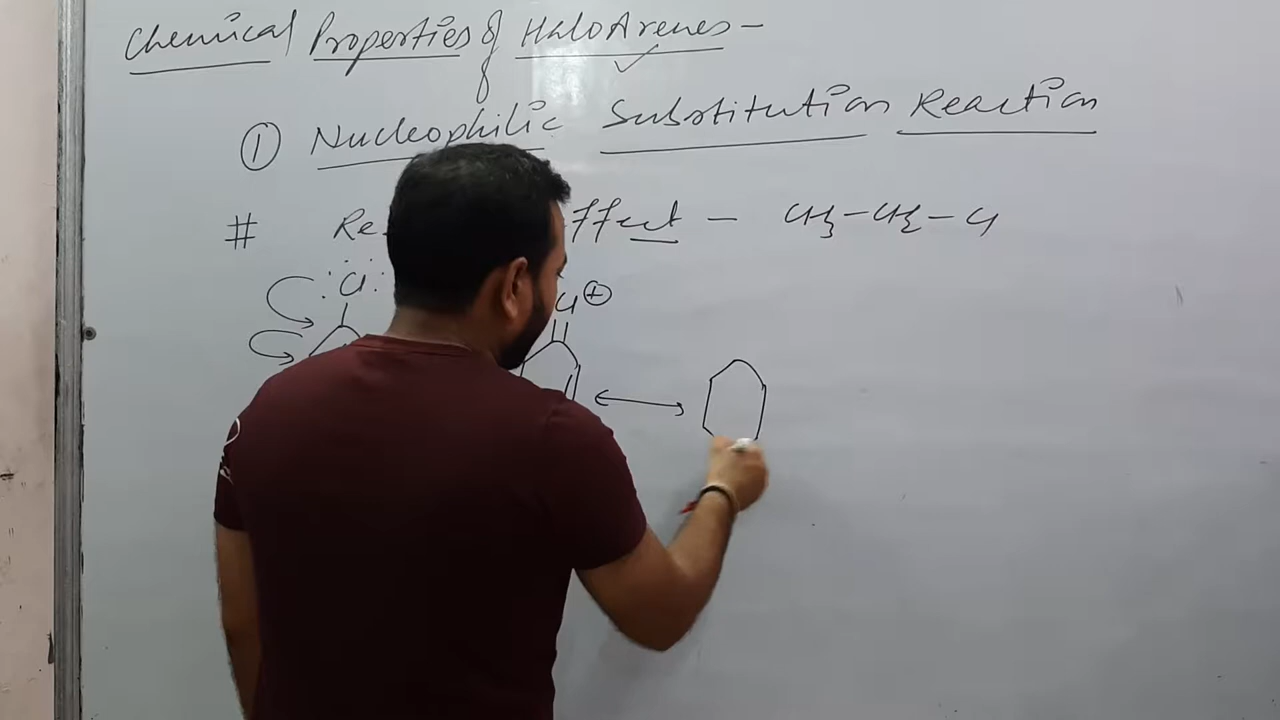 Chemical Properties of HaloArenes -
① Nucleophilic Substitution Reaction
# Re ffect - CH3-CH2-Cl
:Cl: Cl⊕